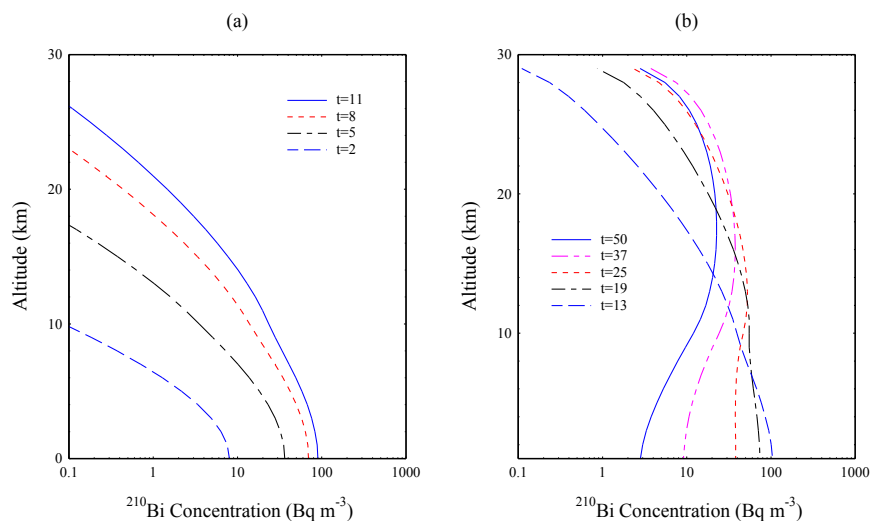 (a)
30
20
10
0
Altitude (km)
t=11
t=8
t=5
t=2
0.1 1 10 100 1000
²¹⁰Bi Concentration (Bq m⁻³)
(b)
30
20
10
0
Altitude (km)
t=50
t=37
t=25
t=19
t=13
0.1 1 10 100 1000
²¹⁰Bi Concentration (Bq m⁻³)